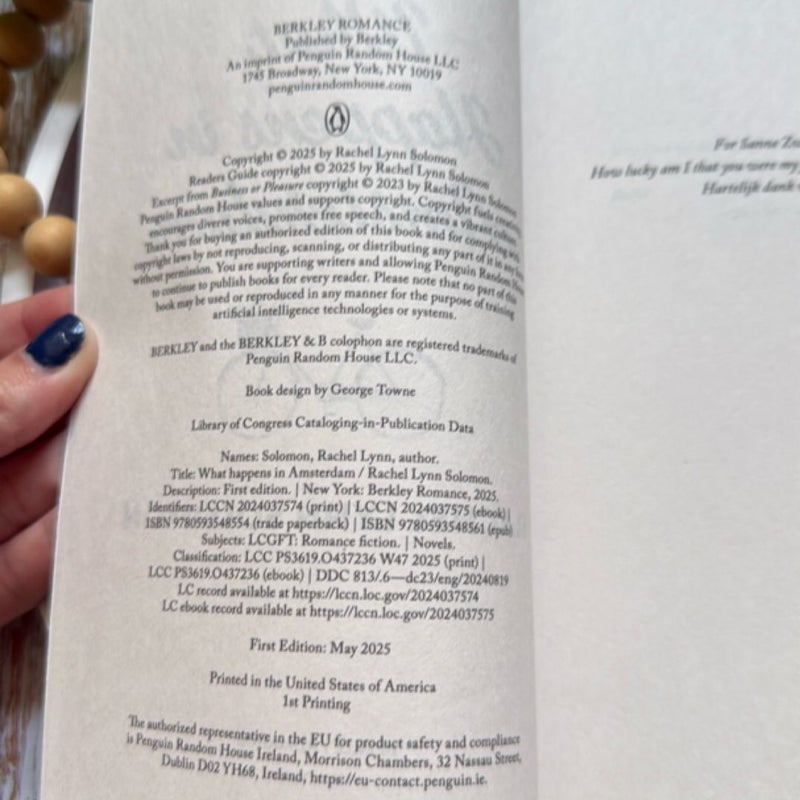 BERKLEY ROMANCE
Published by Berkley
An imprint of Penguin Random House LLC
1745 Broadway, New York, NY 10019
penguinrandomhouse.com
Copyright © 2025 by Rachel Lynn Solomon
Readers Guide copyright © 2025 by Rachel Lynn Solomon
Excerpt from Business or Pleasure copyright © 2023 by Rachel Lynn Solomon
Penguin Random House values and supports copyright. Copyright fuels creativity,
encourages diverse voices, promotes free speech, and creates a vibrant culture.
Thank you for buying an authorized edition of this book and for complying with
copyright laws by not reproducing, scanning, or distributing any part of it in any form
without permission. You are supporting writers and allowing Penguin Random House
to continue to publish books for every reader. Please note that no part of this
book may be used or reproduced in any manner for the purpose of training
artificial intelligence technologies or systems.
BERKLEY and the BERKLEY & B colophon are registered trademarks of
Penguin Random House LLC.
Book design by George Towne
Library of Congress Cataloging-in-Publication Data
Names: Solomon, Rachel Lynn, author.
Title: What happens in Amsterdam / Rachel Lynn Solomon.
Description: First edition. | New York: Berkley Romance, 2025.
Identifiers: LCCN 2024037574 (print) | LCCN 2024037575 (ebook) |
ISBN 9780593548554 (trade paperback) | ISBN 9780593548561 (epub)
Subjects: LCGFT: Romance fiction. | Novels.
Classification: LCC PS3619.O437236 W47 2025 (print) |
LCC PS3619.O437236 (ebook) | DDC 813/.6—dc23/eng/20240819
LC record available at https://lccn.loc.gov/2024037574
LC ebook record available at https://lccn.loc.gov/2024037575
First Edition: May 2025
Printed in the United States of America
1st Printing
The authorized representative in the EU for product safety and compliance
is Penguin Random House Ireland, Morrison Chambers, 32 Nassau Street,
Dublin D02 YH68, Ireland, https://eu-contact.penguin.ie.
For Sanne
How lucky am I that you were my
Hartelijk dank